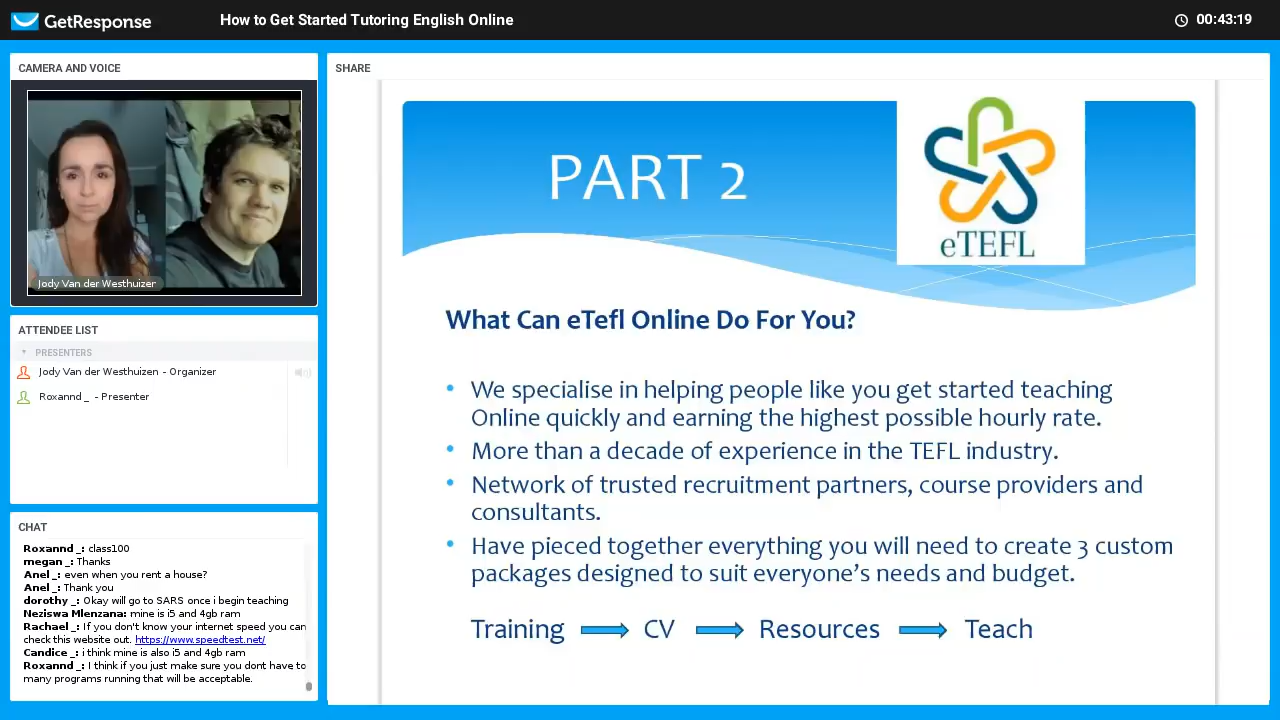 GetResponse
How to Get Started Tutoring English Online
00:43:19
CAMERA AND VOICE
Jody Van der Westhuizer
ATTENDEE LIST
PRESENTERS
Jody Van der Westhuizen - Organizer
Roxannd _ - Presenter
CHAT
Roxannd _: class100
megan _: Thanks
Anel _: even when you rent a house?
Anel _: Thank you
dorothy _: Okay will go to SARS once i begin teaching
Neziswa Mlenzana: mine is i5 and 4gb ram
Rachael _: If you don't know your internet speed you can
check this website out. https://www.speedtest.net/
Candice _: i think mine is also i5 and 4gb ram
Roxannd _: I think if you just make sure you dont have to
many programs running that will be acceptable.
SHARE
PART 2
eTEFL
What Can eTefl Online Do For You?
• We specialise in helping people like you get started teaching
Online quickly and earning the highest possible hourly rate.
• More than a decade of experience in the TEFL industry.
• Network of trusted recruitment partners, course providers and
consultants.
• Have pieced together everything you will need to create 3 custom
packages designed to suit everyone's needs and budget.
Training CV Resources Teach